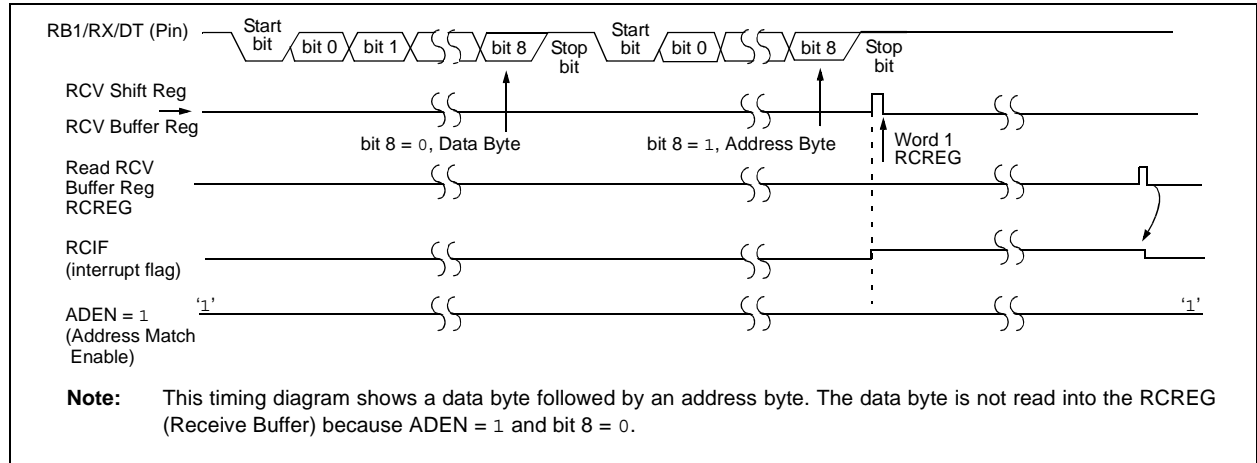 RB1/RX/DT (Pin)
Start
bit
bit 0
bit 1
bit 8
Stop
bit
Start
bit
bit 0
bit 8
Stop
bit
RCV Shift Reg
RCV Buffer Reg
bit 8 = 0, Data Byte
bit 8 = 1, Address Byte
Word 1
RCREG
Read RCV
Buffer Reg
RCREG
RCIF
(interrupt flag)
ADEN = 1
(Address Match
Enable)
‘1’
‘1’
Note: This timing diagram shows a data byte followed by an address byte. The data byte is not read into the RCREG
(Receive Buffer) because ADEN = 1 and bit 8 = 0.